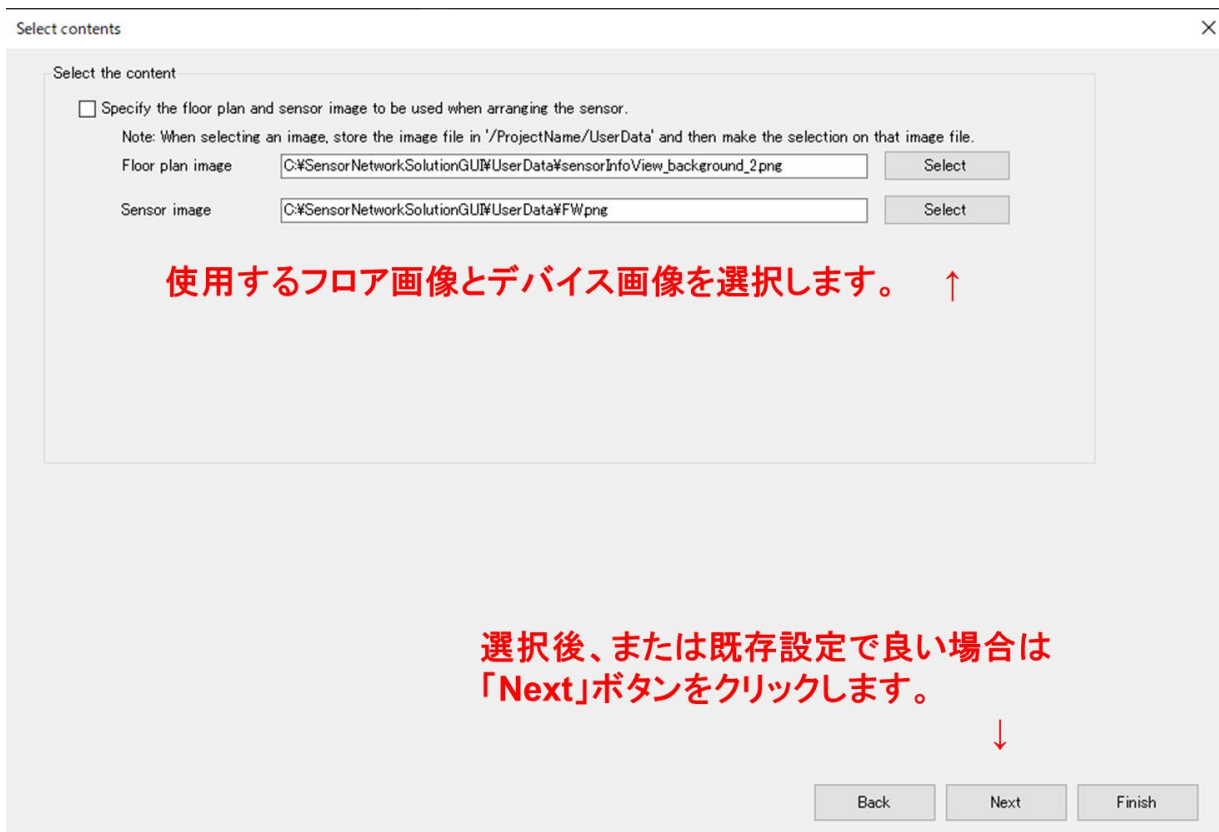 Select contents
Select the content
Specify the floor plan and sensor image to be used when arranging the sensor.
Note: When selecting an image, store the image file in '/ProjectName/UserData' and then make the selection on that image file.
Floor plan image C:¥SensorNetworkSolutionGUI¥UserData¥sensorInfoView_background_2.png Select
Sensor image C:¥SensorNetworkSolutionGUI¥UserData¥FW.png Select
使用するフロア画像とデバイス画像を選択します。 ↑
選択後、または既存設定で良い場合は
「Next」ボタンをクリックします。
↓
Back Next Finish